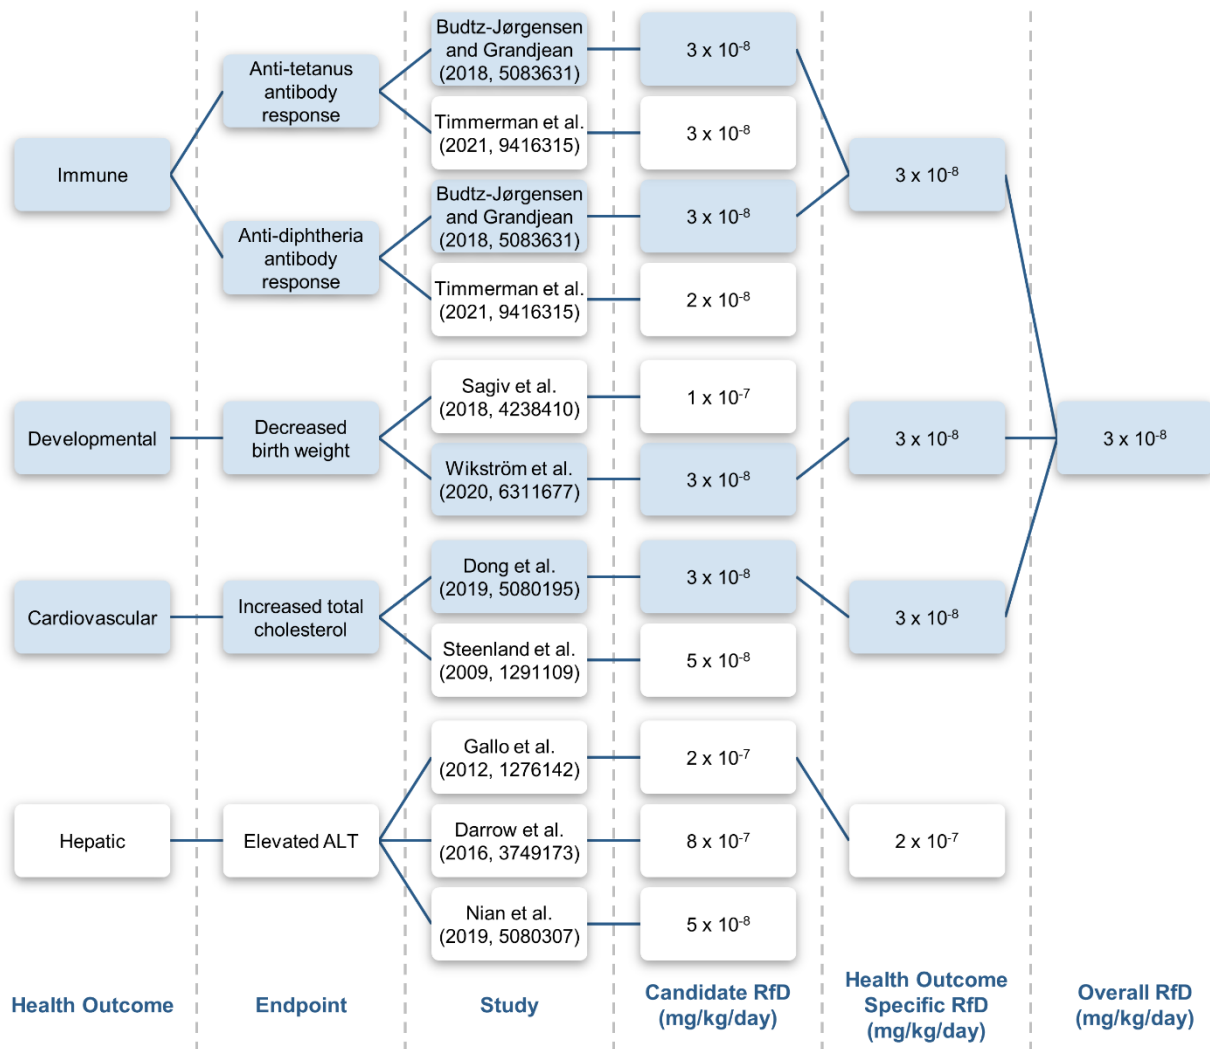 Budtz-Jørgensen
and Grandjean
(2018, 5083631)
3 x 10⁻⁸
Anti-tetanus
antibody
response
Timmerman et al.
(2021, 9416315)
3 x 10⁻⁸
Immune
3 x 10⁻⁸
Budtz-Jørgensen
and Grandjean
(2018, 5083631)
3 x 10⁻⁸
Anti-diphtheria
antibody
response
Timmerman et al.
(2021, 9416315)
2 x 10⁻⁸
Sagiv et al.
(2018, 4238410)
1 x 10⁻⁷
Developmental
Decreased
birth weight
3 x 10⁻⁸
3 x 10⁻⁸
Wikström et al.
(2020, 6311677)
3 x 10⁻⁸
Dong et al.
(2019, 5080195)
3 x 10⁻⁸
Cardiovascular
Increased total
cholesterol
3 x 10⁻⁸
Steenland et al.
(2009, 1291109)
5 x 10⁻⁸
Gallo et al.
(2012, 1276142)
2 x 10⁻⁷
Hepatic
Elevated ALT
Darrow et al.
(2016, 3749173)
8 x 10⁻⁷
2 x 10⁻⁷
Nian et al.
(2019, 5080307)
5 x 10⁻⁸
Health Outcome
Endpoint
Study
Candidate RfD
(mg/kg/day)
Health Outcome
Specific RfD
(mg/kg/day)
Overall RfD
(mg/kg/day)